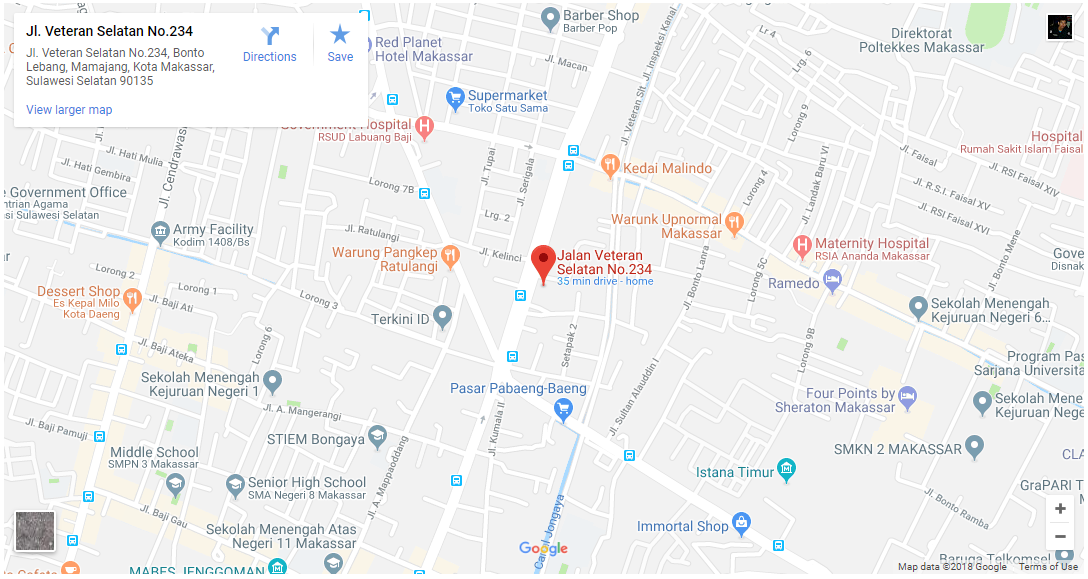 Jl. Veteran Selatan No.234
Jl. Veteran Selatan No.234, Bonto
Lebang, Mamajang, Kota Makassar,
Sulawesi Selatan 90135
View larger map
Directions
Save
Barber Shop
Barber Pop
Direktorat
Poltekkes Makassar
Red Planet
Hotel Makassar
Jl. Macan
Jl. Veteran Slt.
Jl. Inspeksi Kanal
Lr 4
Supermarket
Toko Satu Sama
Government Hospital
RSUD Labuang Baji
Lorong 9
Hospital
Rumah Sakit Islam Faisal
Jl. Hati Mulia
Jl. Hati Gembira
Jl. Cendrawasi
Jl. Tupai
Jl. Serigala
Kedai Malindo
Jl. Faisal
Jl. RSI Faisal XIV
Jl. R.S.I. Faisal XV
Jl. RSI Faisal XV
Lorong 7B
Lorong 4
Jl. Landak Baru VI
Government Office
ntrian Agama
si Sulawesi Selatan
Lrg. 2
Army Facility
Kodim 1408/Bs
Jl. Ratulangi
Warunk Upnormal
Makassar
Jl. Bonto Mene
Warung Pangkep
Ratulangi
Jl. Kelinci
Jalan Veteran
Selatan No.234
35 min drive - home
Maternity Hospital
RSIA Ananda Makassar
Lorong 2
Lorong 1
Lorong 3
Jl. Bonto Lanra
Lorong 5C
Ramedo
Dessert Shop
Es Kepal Milo
Kota Daeng
Jl. Baji Ati
Terkini ID
Sekolah Menengah
Kejuruan Negeri 6...
Lorong 6
Jl. Baji Ateka
Setapak 2
Lorong 9B
Program Pas
Sarjana Universita
Sekolah Menengah
Kejuruan Negeri 1
Pasar Pabaeng-Baeng
Jl. Sultan Alauddin I
Four Points by
Sheraton Makassar
Sekolah Mene
Kejuruan Nege
Jl. A. Mangerangi
Jl. Kumala II
Jl. Baji Pamuji
STIEM Bongaya
SMKN 2 MAKASSAR
CLA
Middle School
SMPN 3 Makassar
Jl. A. Mappaoddang
Istana Timur
Senior High School
SMA Negeri 8 Makassar
GraPARI T
M
Jl. Bonto Ramba
Jl. Baji Gau
Canal Jongaya
Sekolah Menengah Atas
Negeri 11 Makassar
Immortal Shop
Google
Baruga Telkomsel
MABES JENGGOMAN
Map data ©2018 Google
Terms of Use